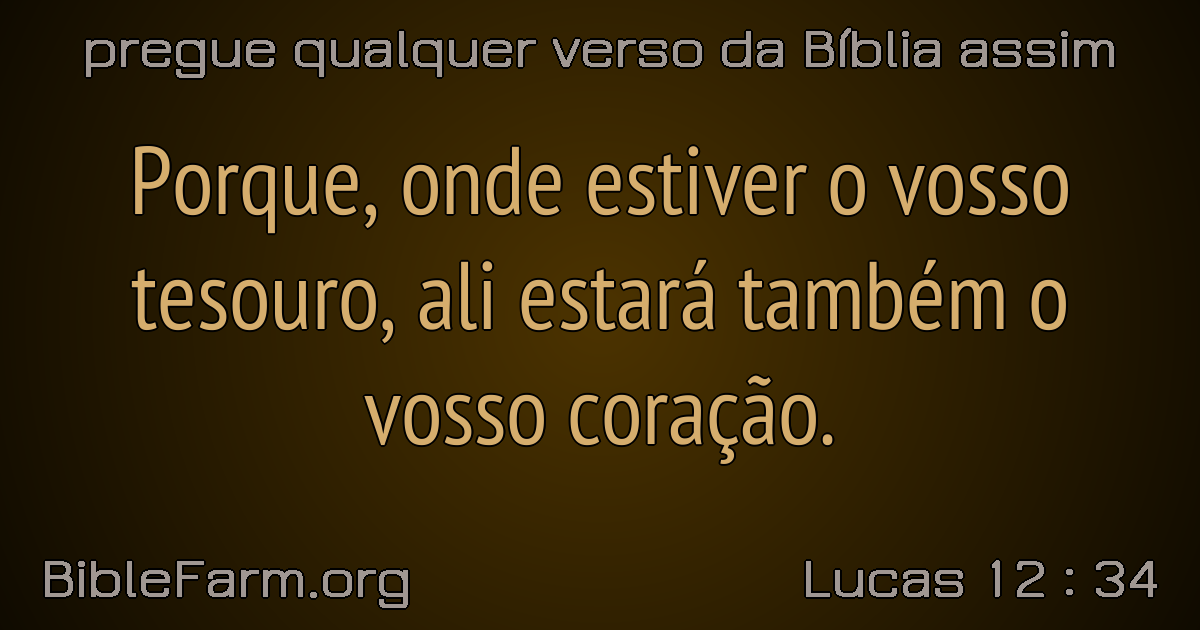 pregue qualquer verso da Bíblia assim
Porque, onde estiver o vosso
tesouro, ali estará também o
vosso coração.
BibleFarm.org
Lucas 12 : 34